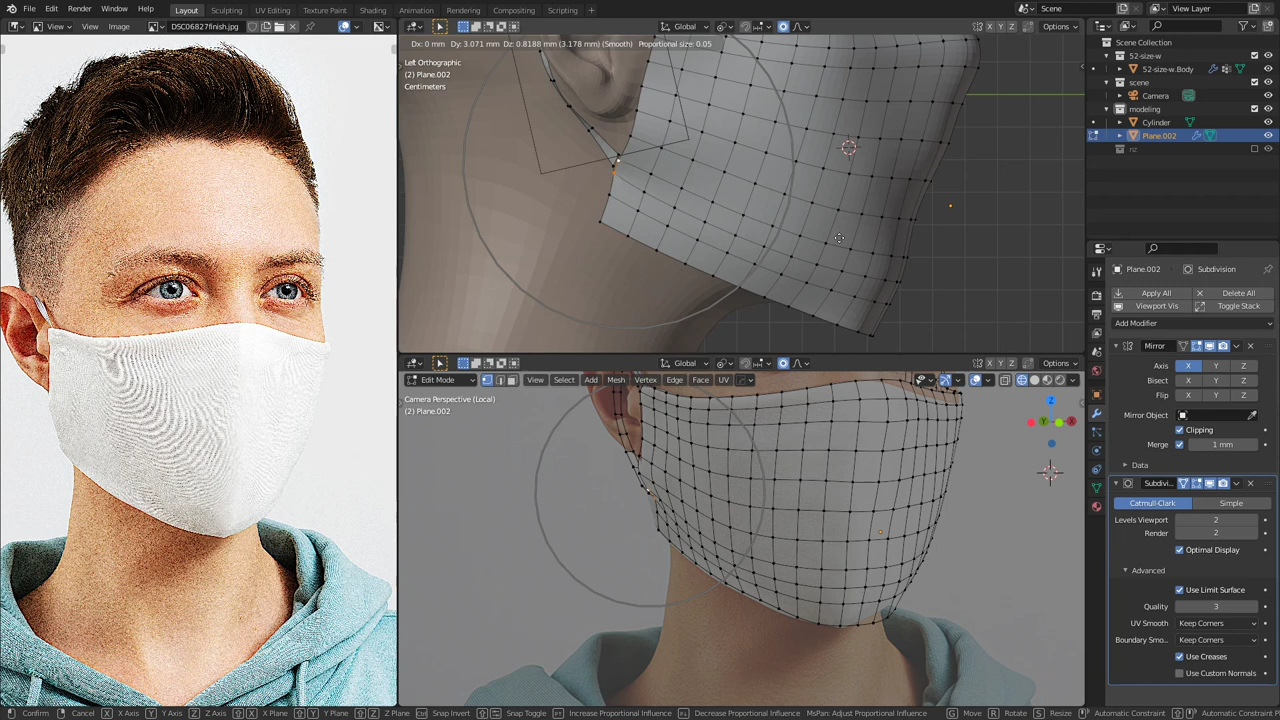 File Edit Render Window Help
Layout Sculpting UV Editing Texture Paint Shading Animation Rendering Compositing Scripting +
Scene
View Layer
View View Image DSC06827finish.jpg
Global
Options
Dx: 0 mm Dy: 3.071 mm Dz: 0.8188 mm (3.178 mm) (Smooth) Proportional size: 0.05
Left Orthographic
(2) Plane.002
Centimeters
Global
Options
Edit Mode View Select Add Mesh Vertex Edge Face UV
Camera Perspective (Local)
(2) Plane.002
Z
Y
X
Scene Collection
52-size-w
52-size-w.Body
scene
Camera
modeling
Cylinder
Plane.002
Plane.002 Subdivision
Apply All Delete All
Viewport Vis Toggle Stack
Add Modifier
Mirror
Axis X Y Z
Bisect X Y Z
Flip X Y Z
Mirror Object
Clipping
Merge 1 mm
Data
Subdivi...
Catmull-Clark Simple
Levels Viewport 2
Render 2
Optimal Display
Advanced
Use Limit Surface
Quality 3
UV Smooth Keep Corners
Boundary Smo... Keep Corners
Use Creases
Use Custom Normals
Confirm Cancel X X Axis Y Y Axis Z Z Axis X X Plane Y Y Plane Z Z Plane Snap Invert Snap Toggle Increase Proportional Influence Decrease Proportional Influence MsPan: Adjust Proportional Influence G Move R Rotate S Resize Automatic Constraint Automatic Constraint